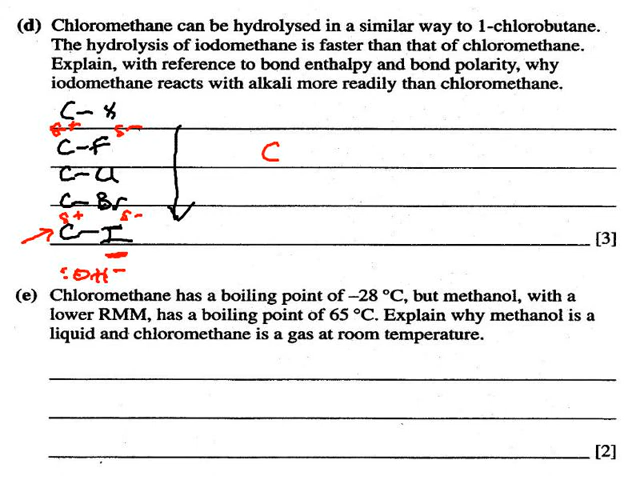 (d) Chloromethane can be hydrolysed in a similar way to 1-chlorobutane.
The hydrolysis of iodomethane is faster than that of chloromethane.
Explain, with reference to bond enthalpy and bond polarity, why
iodomethane reacts with alkali more readily than chloromethane.
C-X
δ+ δ-
C-F
C
C-Cl
C-Br
δ+ δ-
C-I
[3]
:OH-
(e) Chloromethane has a boiling point of –28 °C, but methanol, with a
lower RMM, has a boiling point of 65 °C. Explain why methanol is a
liquid and chloromethane is a gas at room temperature.
[2]